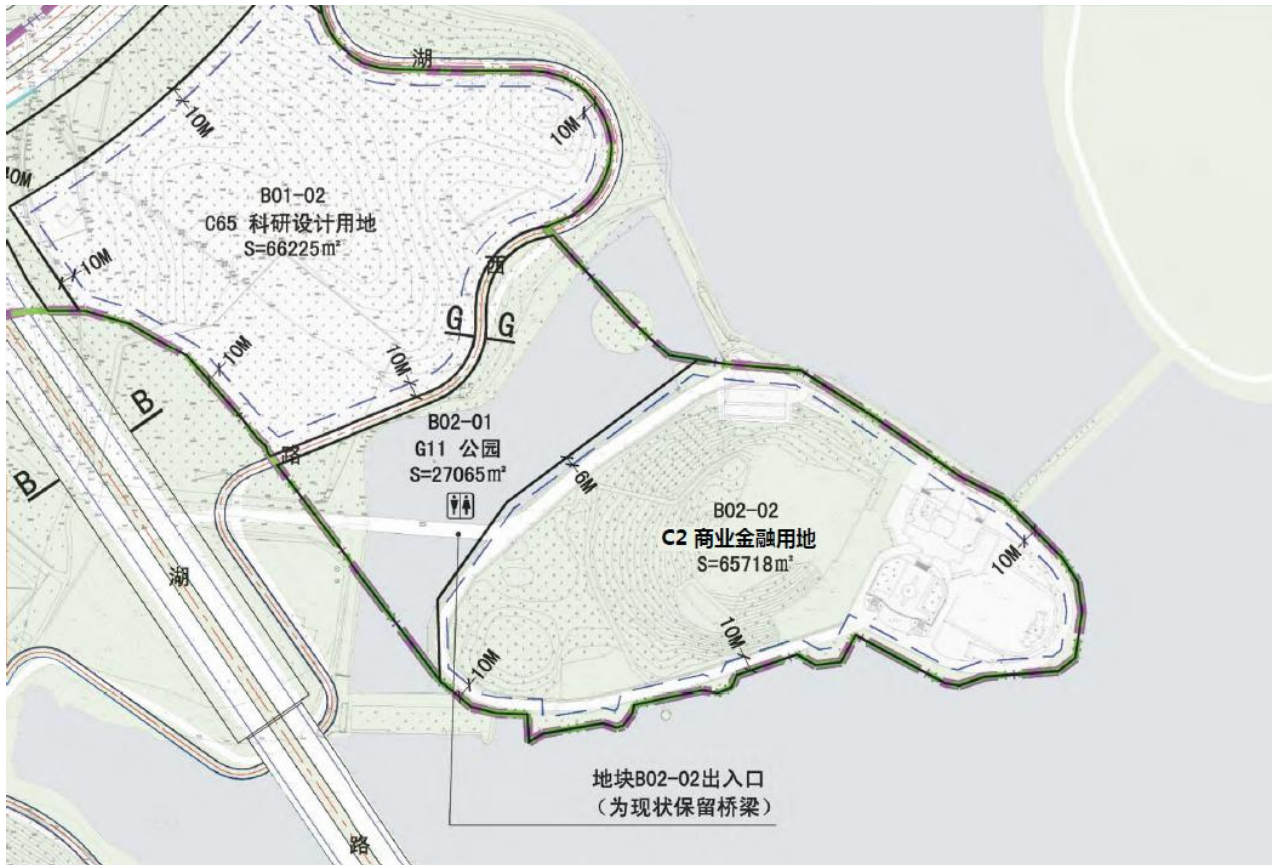 湖
10M
10M
10M
B01-02
C65 科研设计用地
S=66225㎡
10M
西
G
G
10M
10M
B
B
路
B02-01
G11 公园
S=27065㎡
6M
B02-02
C2 商业金融用地
S=65718㎡
10M
湖
10M
10M
地块B02-02出入口
（为现状保留桥梁）
路